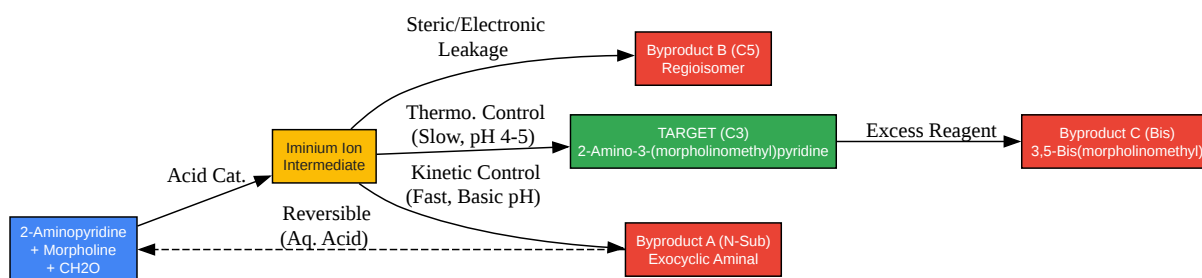 Steric/Electronic
Leakage
Byproduct B (C5)
Regioisomer
Thermo. Control
(Slow, pH 4-5)
TARGET (C3)
2-Amino-3-(morpholinomethyl)pyridine
Excess Reagent
Byproduct C (Bis)
3,5-Bis(morpholinomethyl)
Iminium Ion
Intermediate
Acid Cat.
Kinetic Control
(Fast, Basic pH)
Reversible
(Aq. Acid)
2-Aminopyridine
+ Morpholine
+ CH2O
Byproduct A (N-Sub)
Exocyclic Aminal